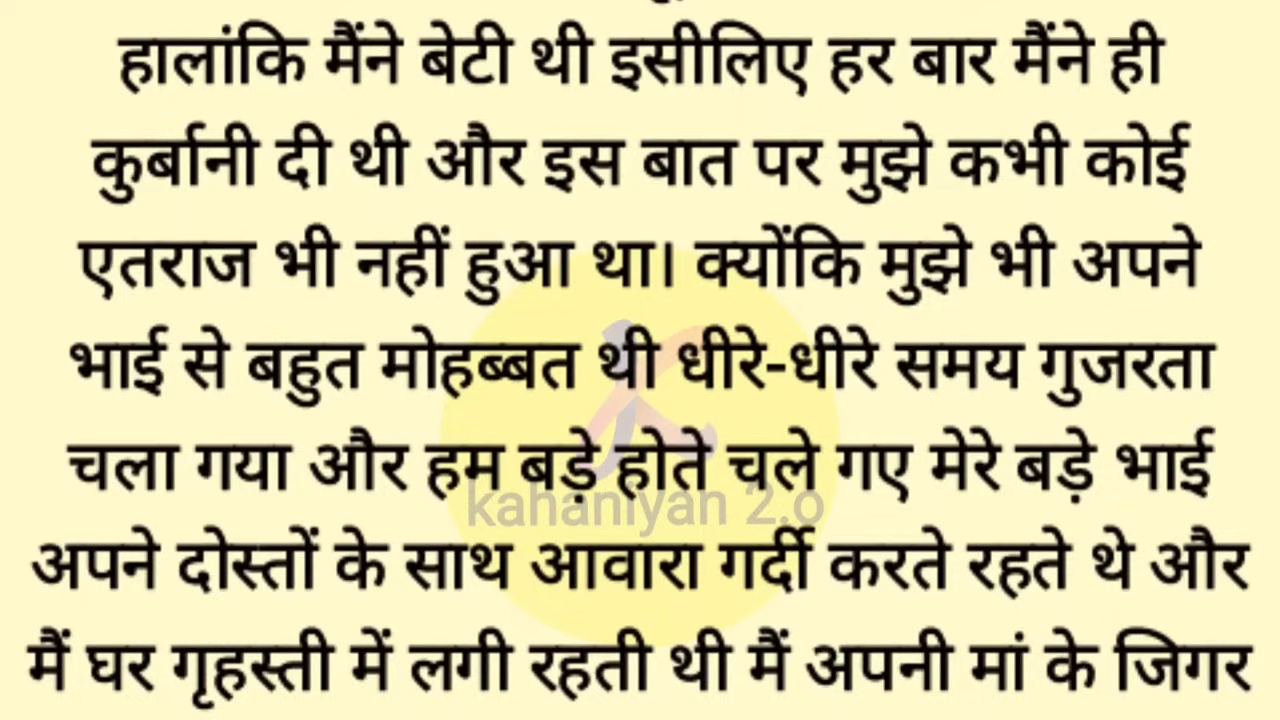 हालांकि मैंने बेटी थी इसीलिए हर बार मैंने ही
कुर्बानी दी थी और इस बात पर मुझे कभी कोई
एतराज भी नहीं हुआ था। क्योंकि मुझे भी अपने
भाई से बहुत मोहब्बत थी धीरे-धीरे समय गुजरता
चला गया और हम बड़े होते चले गए मेरे बड़े भाई
kahaniyan 2.o
अपने दोस्तों के साथ आवारा गर्दी करते रहते थे और
मैं घर गृहस्ती में लगी रहती थी मैं अपनी मां के जिगर